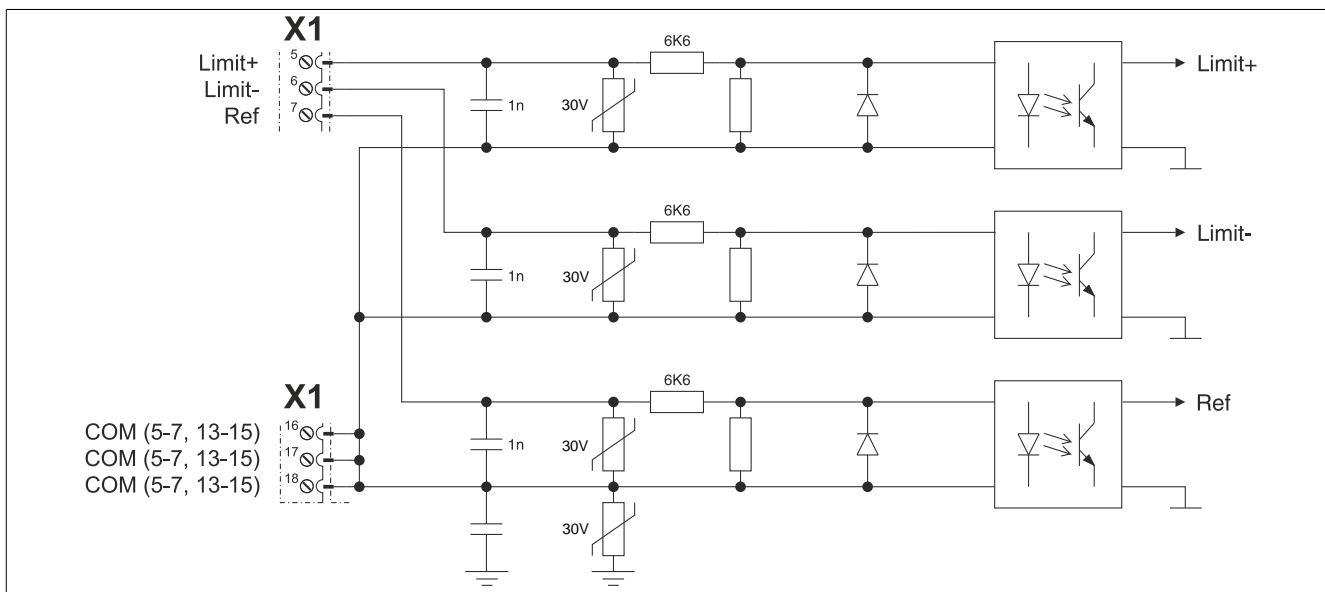 X1
6K6
Limit+
5
Limit+
Limit-
6
1n
30V
Ref
7
6K6
Limit-
1n
30V
X1
6K6
Ref
COM (5-7, 13-15)
16
1n
30V
COM (5-7, 13-15)
17
COM (5-7, 13-15)
18
30V